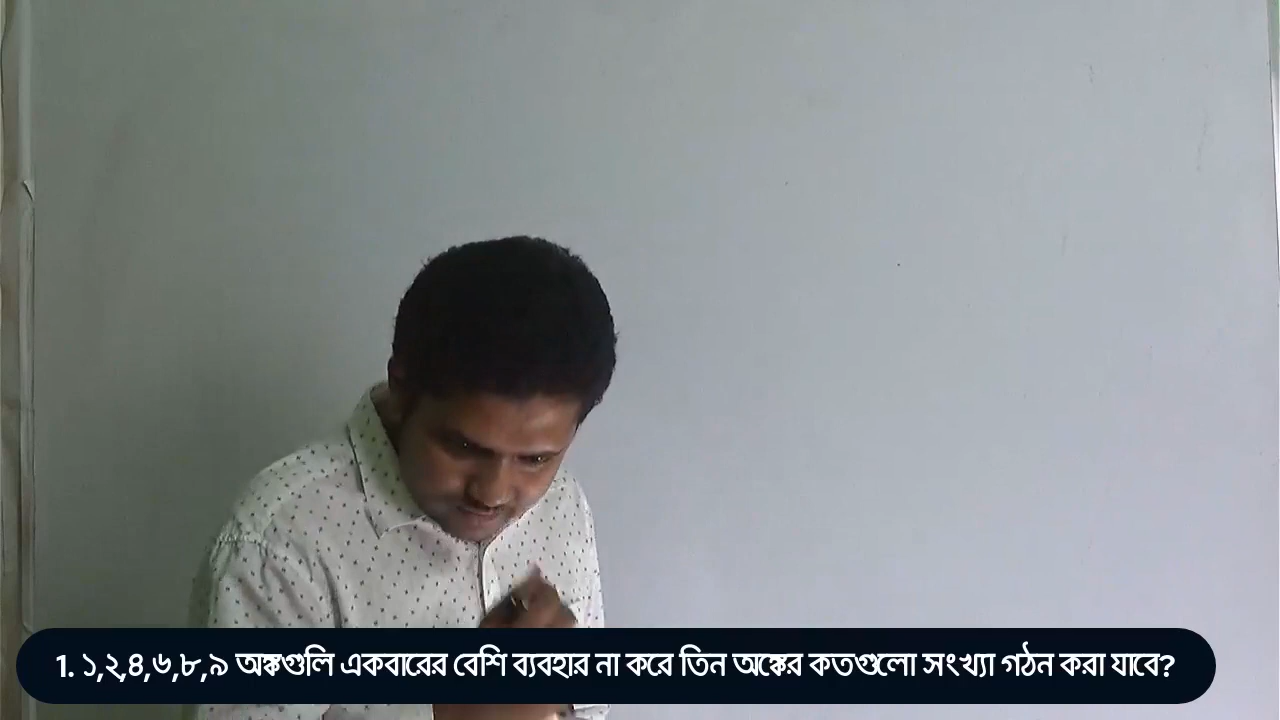 1. ১,২,৪,৬,৮,৯ অঙ্কগুলি একবারের বেশি ব্যবহার না করে তিন অঙ্কের কতগুলো সংখ্যা গঠন করা যাবে?